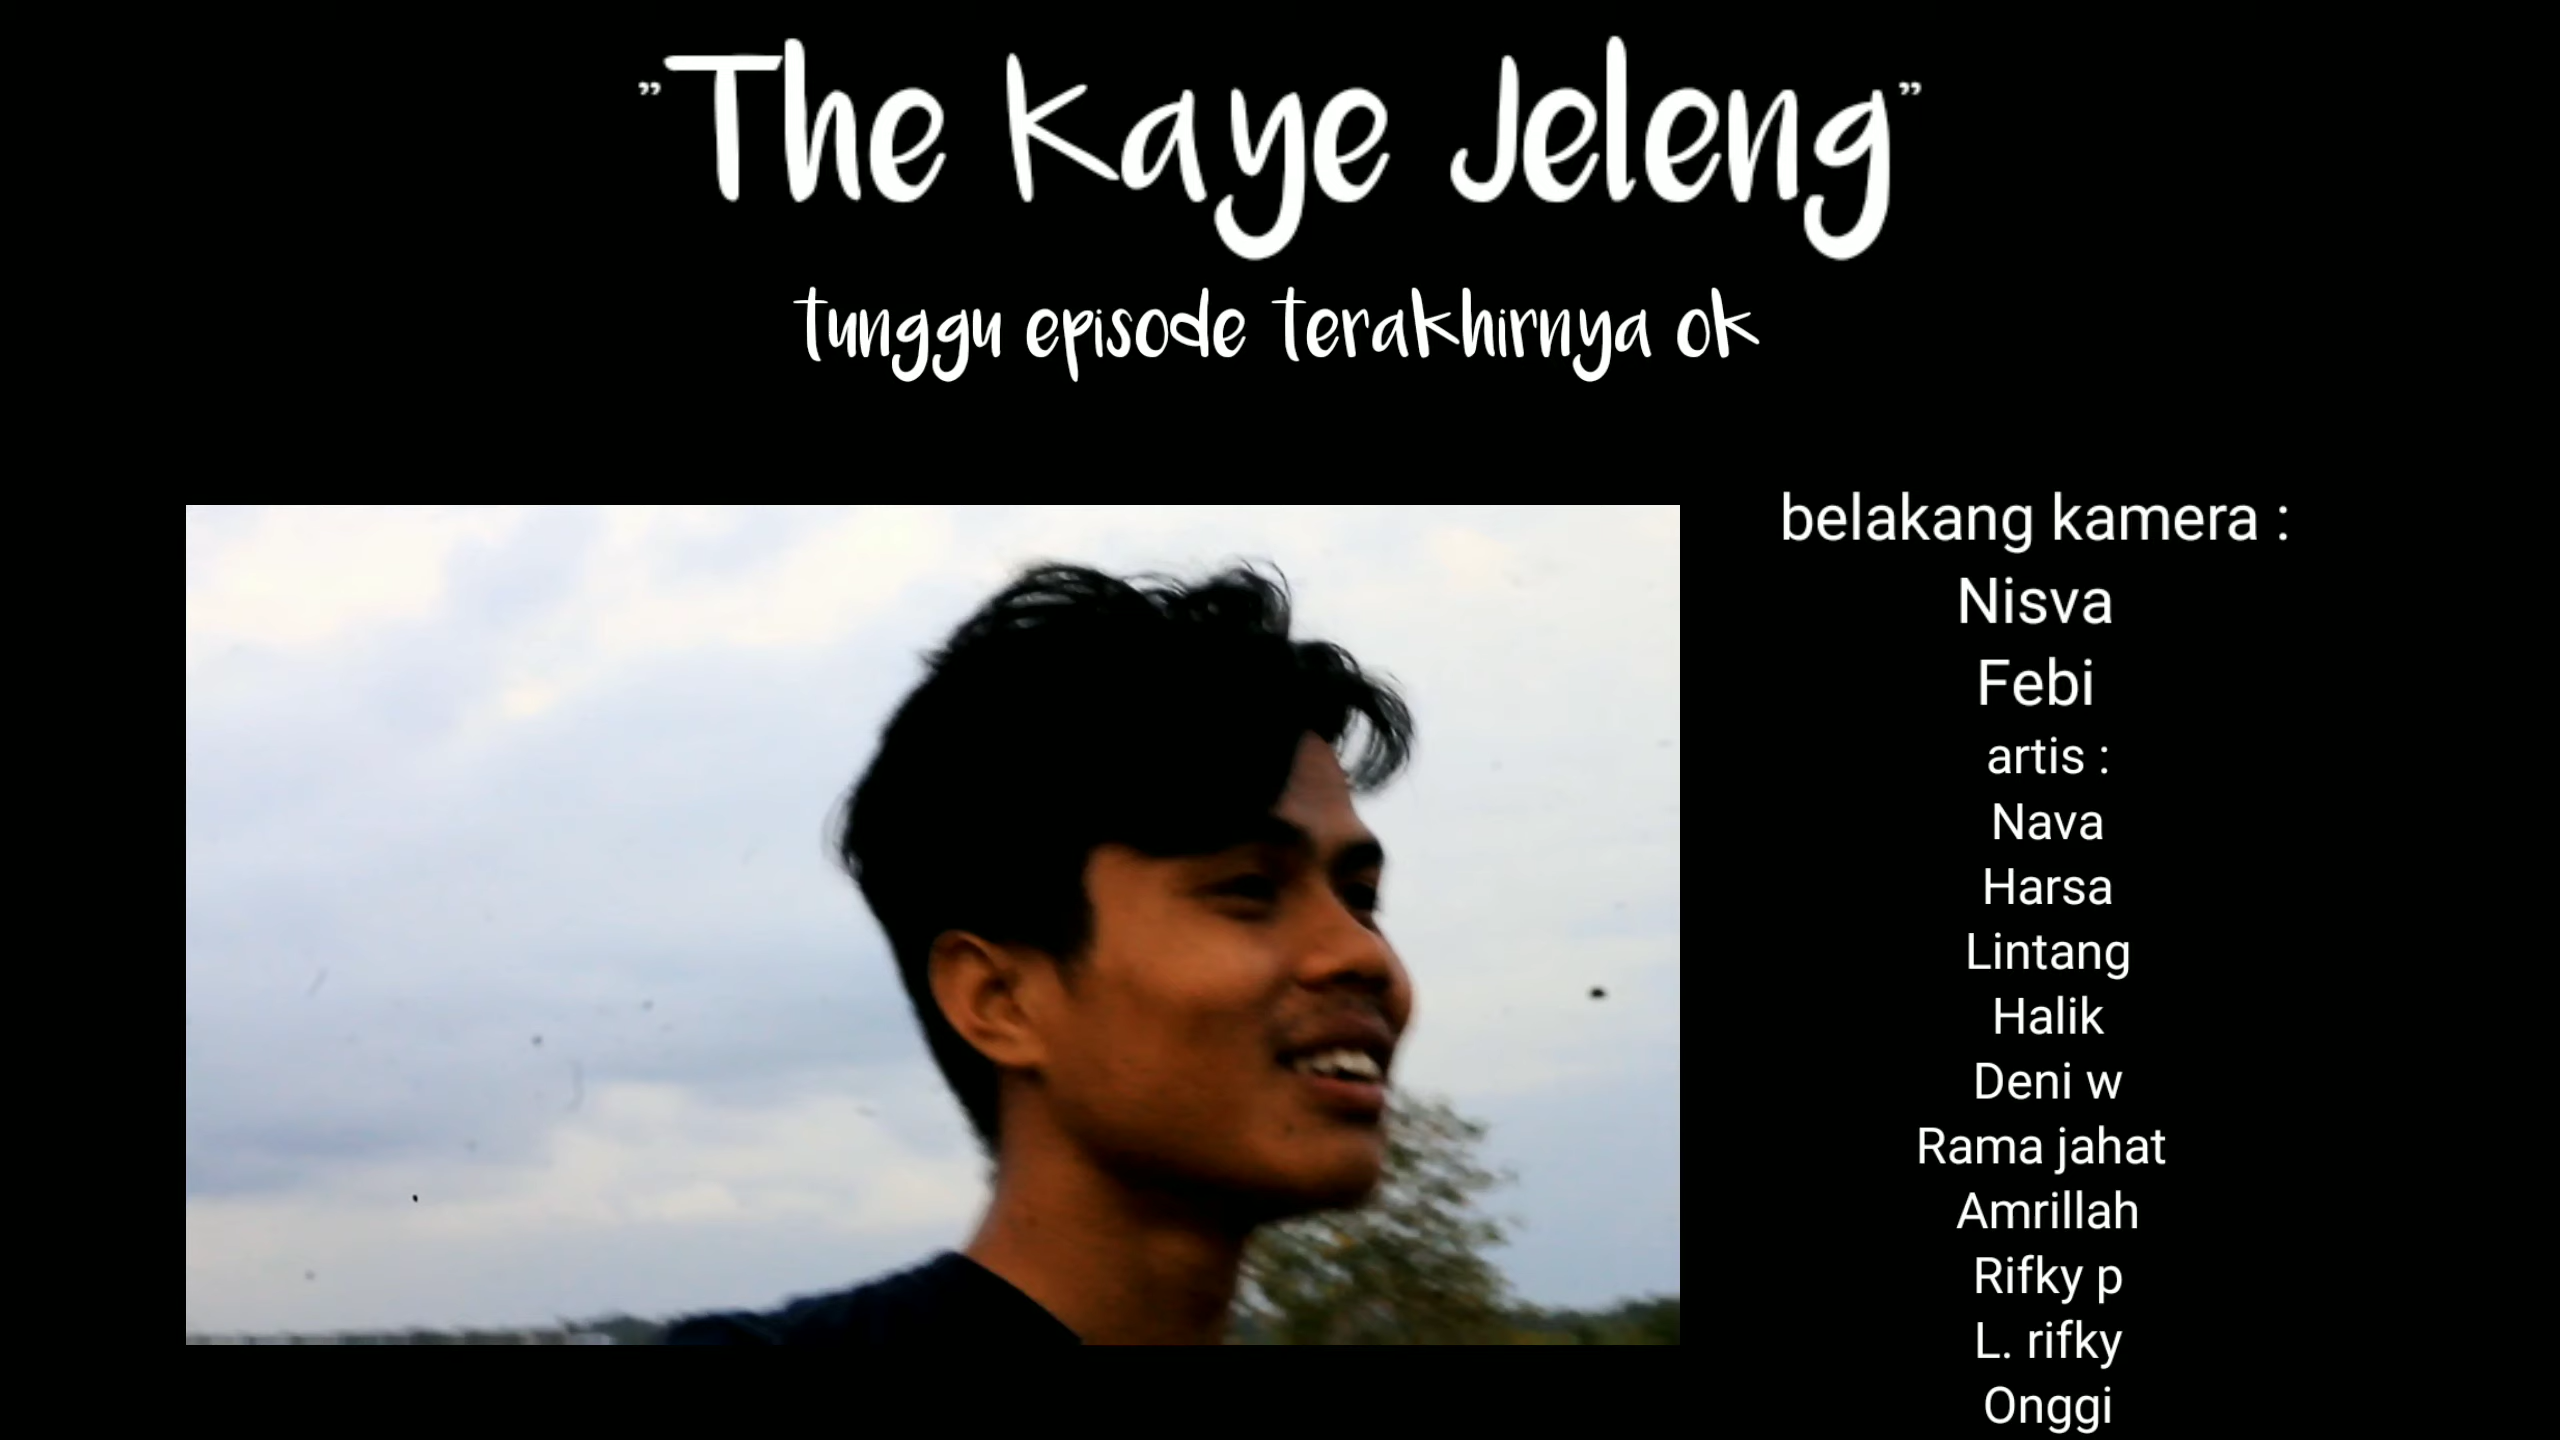 ”The Kaye Jeleng”
tunggu episode terakhirnya ok
belakang kamera :
Nisva
Febi
artis :
Nava
Harsa
Lintang
Halik
Deni w
Rama jahat
Amrillah
Rifky p
L. rifky
Onggi